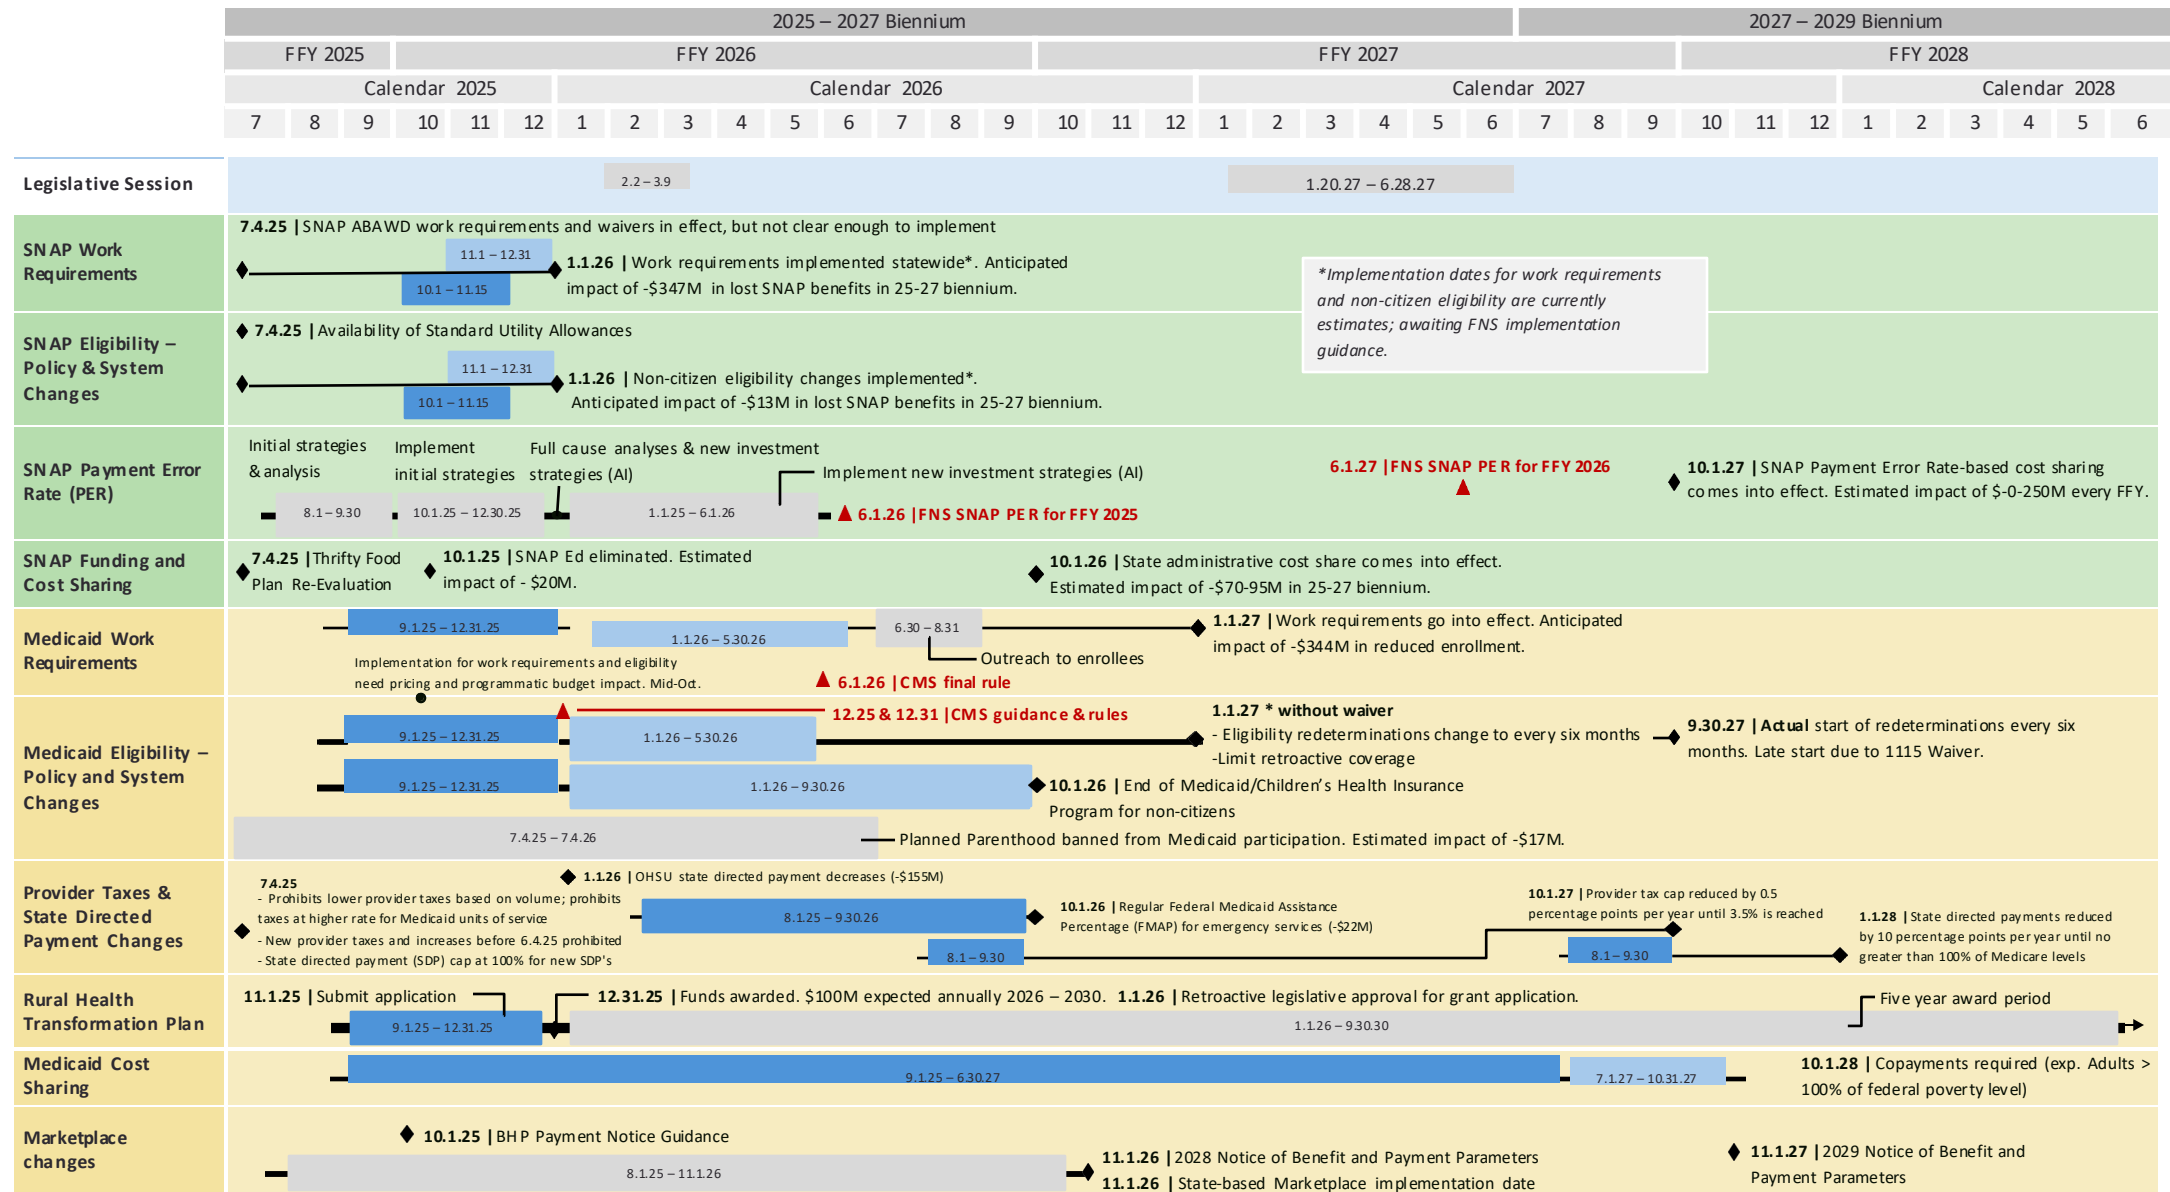 2025 – 2027 Biennium
2027 – 2029 Biennium
FFY 2025
FFY 2026
FFY 2027
FFY 2028
Calendar 2025
Calendar 2026
Calendar 2027
Calendar 2028
7 8 9 10 11 12 1 2 3 4 5 6 7 8 9 10 11 12 1 2 3 4 5 6 7 8 9 10 11 12 1 2 3 4 5 6
Legislative Session
2.2 – 3.9
1.20.27 – 6.28.27
SNAP Work
Requirements
7.4.25 | SNAP ABAWD work requirements and waivers in effect, but not clear enough to implement
11.1 – 12.31
10.1 – 11.15
1.1.26 | Work requirements implemented statewide*. Anticipated
impact of -$347M in lost SNAP benefits in 25-27 biennium.
*Implementation dates for work requirements
and non-citizen eligibility are currently
estimates; awaiting FNS implementation
guidance.
SNAP Eligibility –
Policy & System
Changes
7.4.25 | Availability of Standard Utility Allowances
11.1 – 12.31
10.1 – 11.15
1.1.26 | Non-citizen eligibility changes implemented*.
Anticipated impact of -$13M in lost SNAP benefits in 25-27 biennium.
SNAP Payment Error
Rate (PER)
Initial strategies
& analysis
Implement
initial strategies
Full cause analyses & new investment
strategies (AI)
Implement new investment strategies (AI)
8.1 – 9.30
10.1.25 – 12.30.25
1.1.25 – 6.1.26
6.1.26 | FNS SNAP PER for FFY 2025
6.1.27 | FNS SNAP PER for FFY 2026
10.1.27 | SNAP Payment Error Rate-based cost sharing
comes into effect. Estimated impact of $-0-250M every FFY.
SNAP Funding and
Cost Sharing
7.4.25 | Thrifty Food
Plan Re-Evaluation
10.1.25 | SNAP Ed eliminated. Estimated
impact of - $20M.
10.1.26 | State administrative cost share comes into effect.
Estimated impact of -$70-95M in 25-27 biennium.
Medicaid Work
Requirements
9.1.25 – 12.31.25
1.1.26 – 5.30.26
6.30 – 8.31
Outreach to enrollees
1.1.27 | Work requirements go into effect. Anticipated
impact of -$344M in reduced enrollment.
Implementation for work requirements and eligibility
need pricing and programmatic budget impact. Mid-Oct.
6.1.26 | CMS final rule
Medicaid Eligibility –
Policy and System
Changes
12.25 & 12.31 | CMS guidance & rules
9.1.25 – 12.31.25
1.1.26 – 5.30.26
1.1.27 * without waiver
- Eligibility redeterminations change to every six months
-Limit retroactive coverage
9.30.27 | Actual start of redeterminations every six
months. Late start due to 1115 Waiver.
9.1.25 – 12.31.25
1.1.26 – 9.30.26
10.1.26 | End of Medicaid/Children's Health Insurance
Program for non-citizens
7.4.25 – 7.4.26
Planned Parenthood banned from Medicaid participation. Estimated impact of -$17M.
Provider Taxes &
State Directed
Payment Changes
7.4.25
- Prohibits lower provider taxes based on volume; prohibits
taxes at higher rate for Medicaid units of service
- New provider taxes and increases before 6.4.25 prohibited
- State directed payment (SDP) cap at 100% for new SDP's
1.1.26 | OHSU state directed payment decreases (-$155M)
8.1.25 – 9.30.26
8.1 – 9.30
10.1.26 | Regular Federal Medicaid Assistance
Percentage (FMAP) for emergency services (-$22M)
10.1.27 | Provider tax cap reduced by 0.5
percentage points per year until 3.5% is reached
8.1 – 9.30
1.1.28 | State directed payments reduced
by 10 percentage points per year until no
greater than 100% of Medicare levels
Rural Health
Transformation Plan
11.1.25 | Submit application
12.31.25 | Funds awarded. $100M expected annually 2026 – 2030. 1.1.26 | Retroactive legislative approval for grant application.
Five year award period
9.1.25 – 12.31.25
1.1.26 – 9.30.30
Medicaid Cost
Sharing
9.1.25 – 6.30.27
7.1.27 – 10.31.27
10.1.28 | Copayments required (exp. Adults >
100% of federal poverty level)
Marketplace
changes
10.1.25 | BHP Payment Notice Guidance
8.1.25 – 11.1.26
11.1.26 | 2028 Notice of Benefit and Payment Parameters
11.1.26 | State-based Marketplace implementation date
11.1.27 | 2029 Notice of Benefit and
Payment Parameters